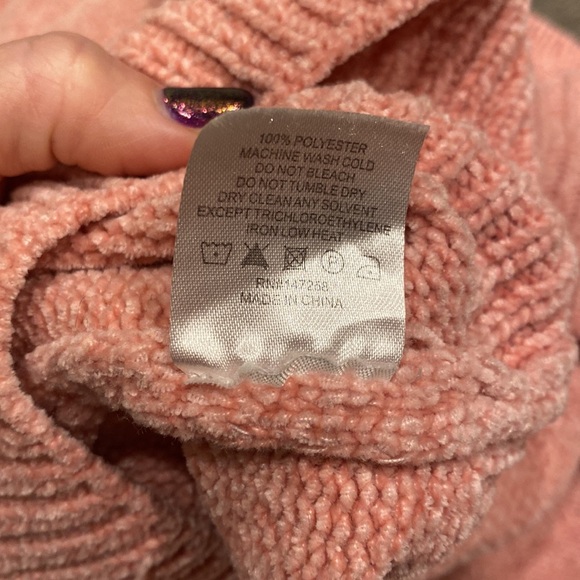 100% POLYESTER
MACHINE WASH COLD
DO NOT BLEACH
DO NOT TUMBLE DRY
DRY CLEAN ANY SOLVENT
EXCEPT TRICHLOROETHYLENE
IRON LOW HEAT
P
RN#147258
MADE IN CHINA